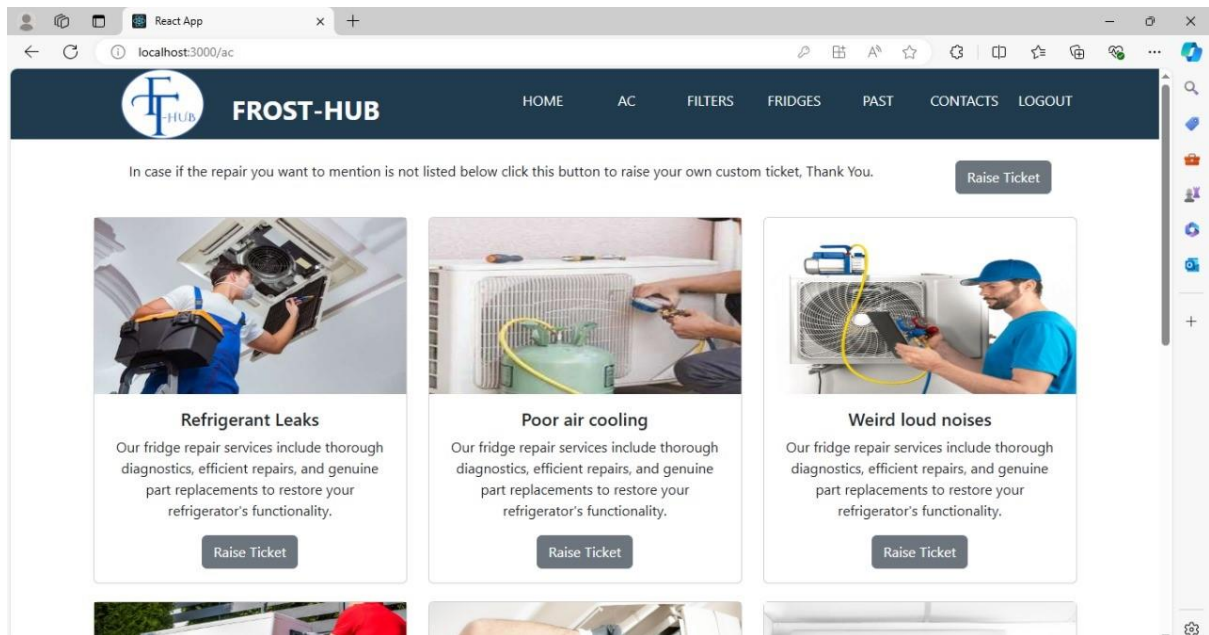 React App
localhost:3000/ac
FT
-HUB
FROST-HUB
HOME AC FILTERS FRIDGES PAST CONTACTS LOGOUT
In case if the repair you want to mention is not listed below click this button to raise your own custom ticket, Thank You.
Raise Ticket
Refrigerant Leaks
Our fridge repair services include thorough
diagnostics, efficient repairs, and genuine
part replacements to restore your
refrigerator's functionality.
Raise Ticket
Poor air cooling
Our fridge repair services include thorough
diagnostics, efficient repairs, and genuine
part replacements to restore your
refrigerator's functionality.
Raise Ticket
Weird loud noises
Our fridge repair services include thorough
diagnostics, efficient repairs, and genuine
part replacements to restore your
refrigerator's functionality.
Raise Ticket